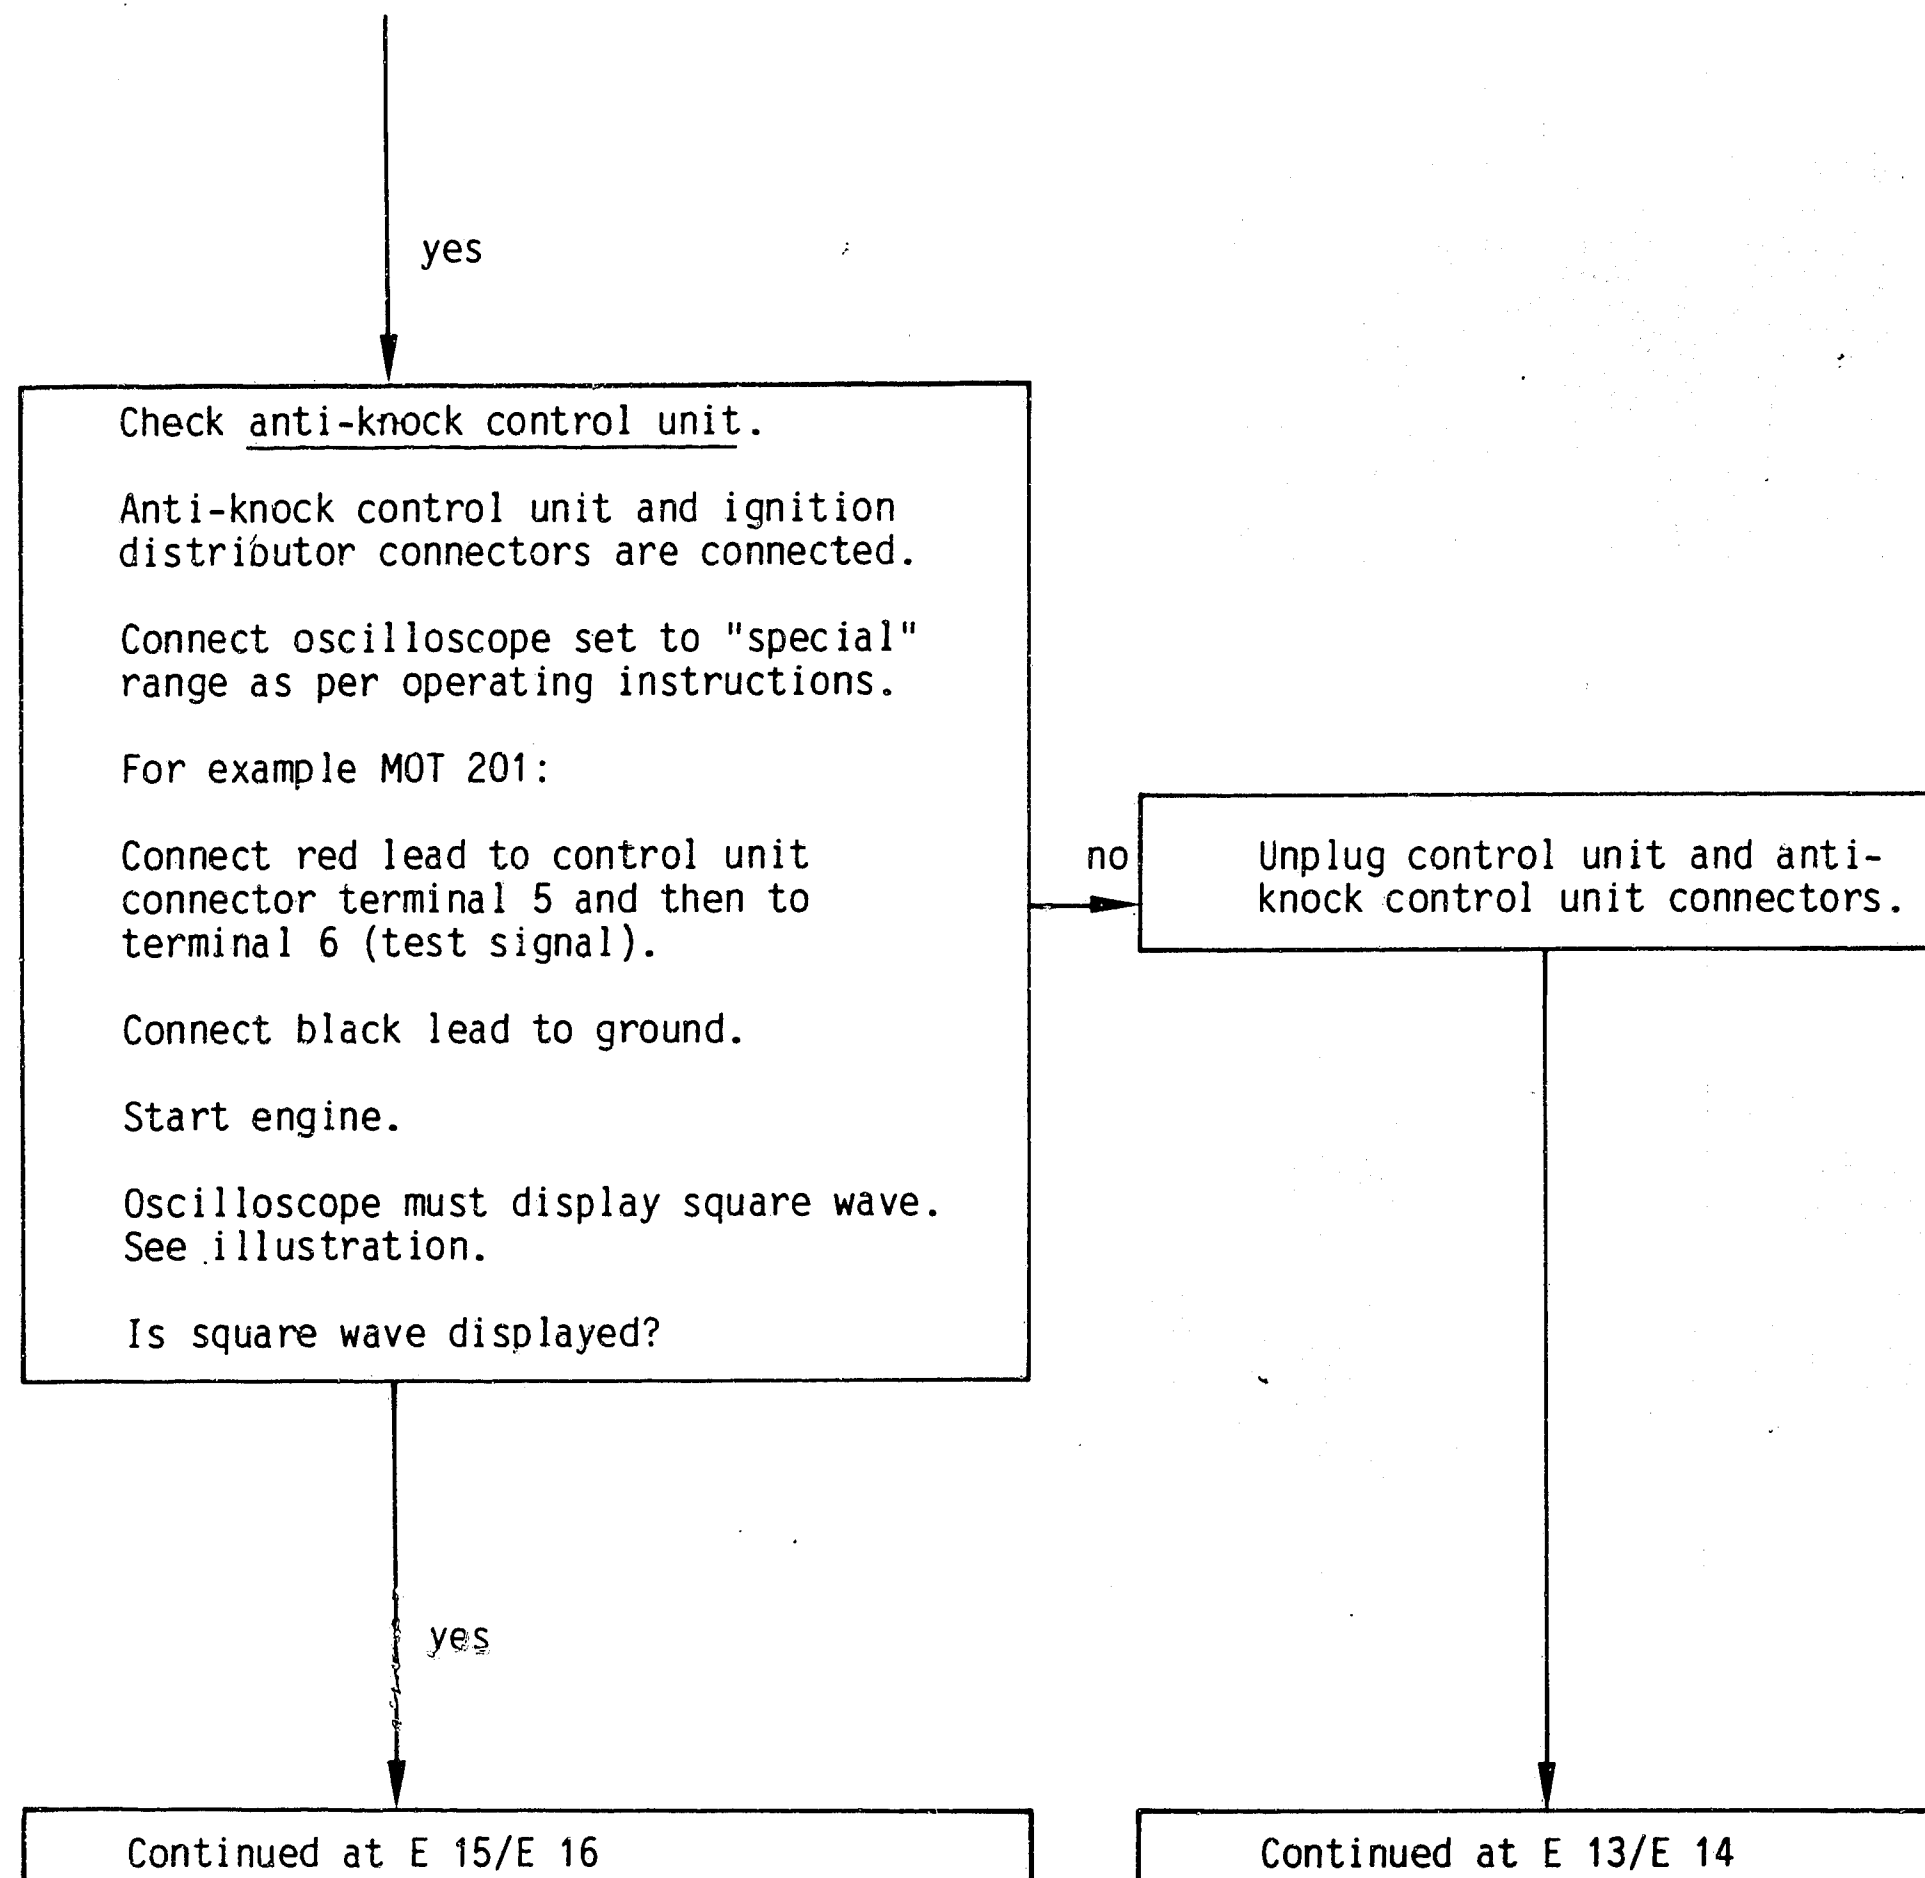 yes
Check anti-knock control unit.
Anti-knock control unit and ignition
distributor connectors are connected.
Connect oscilloscope set to "special"
range as per operating instructions.
For example MOT 201:
Connect red lead to control unit
connector terminal 5 and then to
terminal 6 (test signal).
Connect black lead to ground.
Start engine.
Oscilloscope must display square wave.
See illustration.
Is square wave displayed?
no
Unplug control unit and anti-
knock control unit connectors.
yes
Continued at E 15/E 16
Continued at E 13/E 14